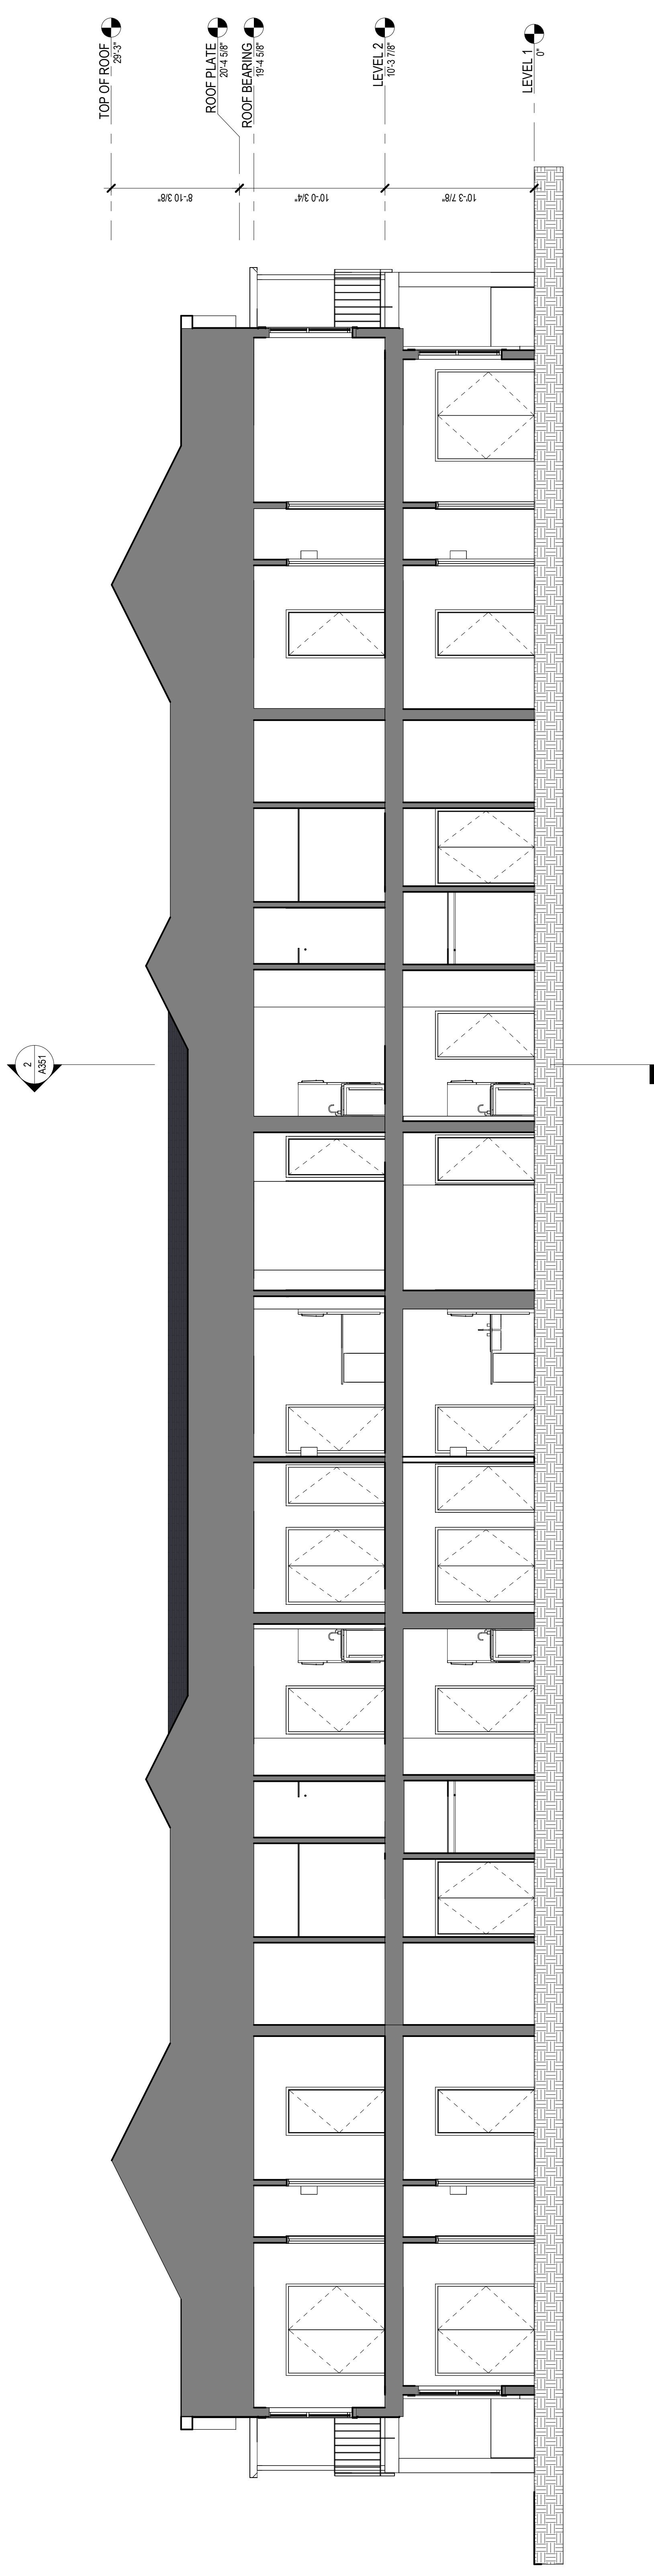 TOP OF ROOF
29'-3"
ROOF PLATE
20'-4 5/8"
ROOF BEARING
19'-4 5/8"
LEVEL 2
10'-3 7/8"
LEVEL 1
0"
8'-10 3/8"
10'-0 3/4"
10'-3 7/8"
2
A351